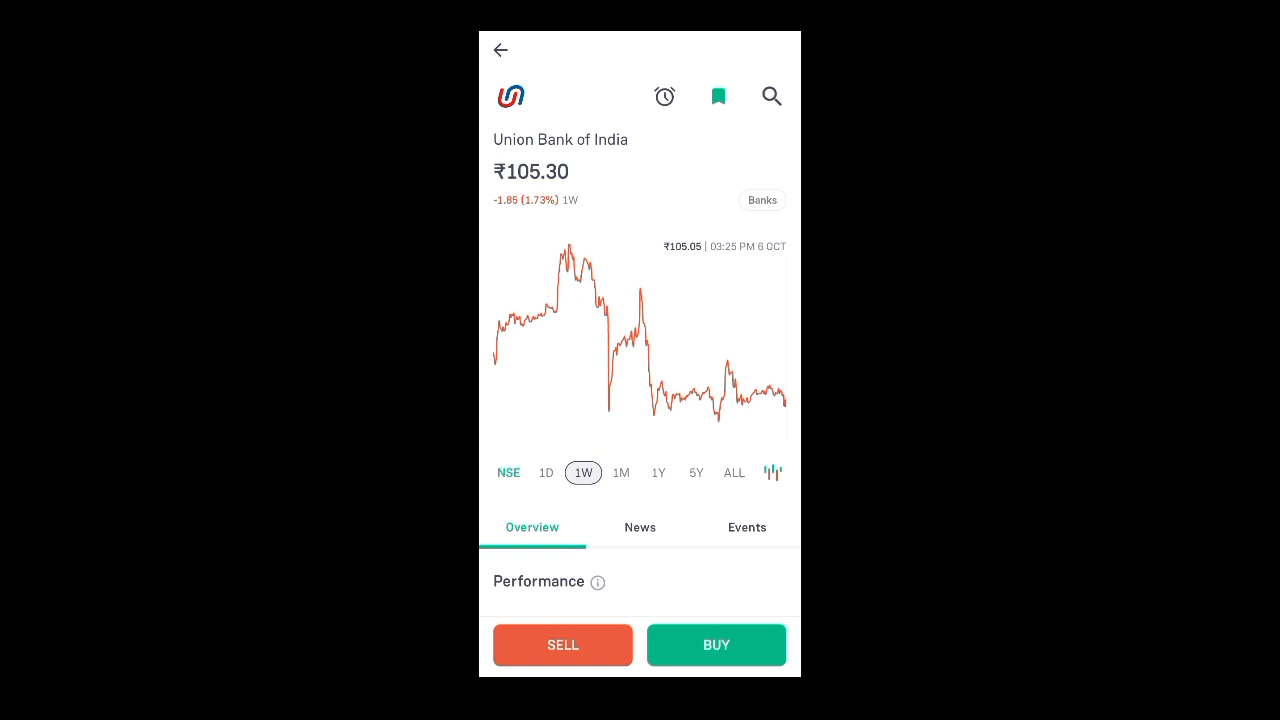 Union Bank of India
₹105.30
-1.85 (1.73%) 1W
Banks
₹105.05 | 03:25 PM 6 OCT
NSE 1D 1W 1M 1Y 5Y ALL
Overview News Events
Performance
SELL BUY